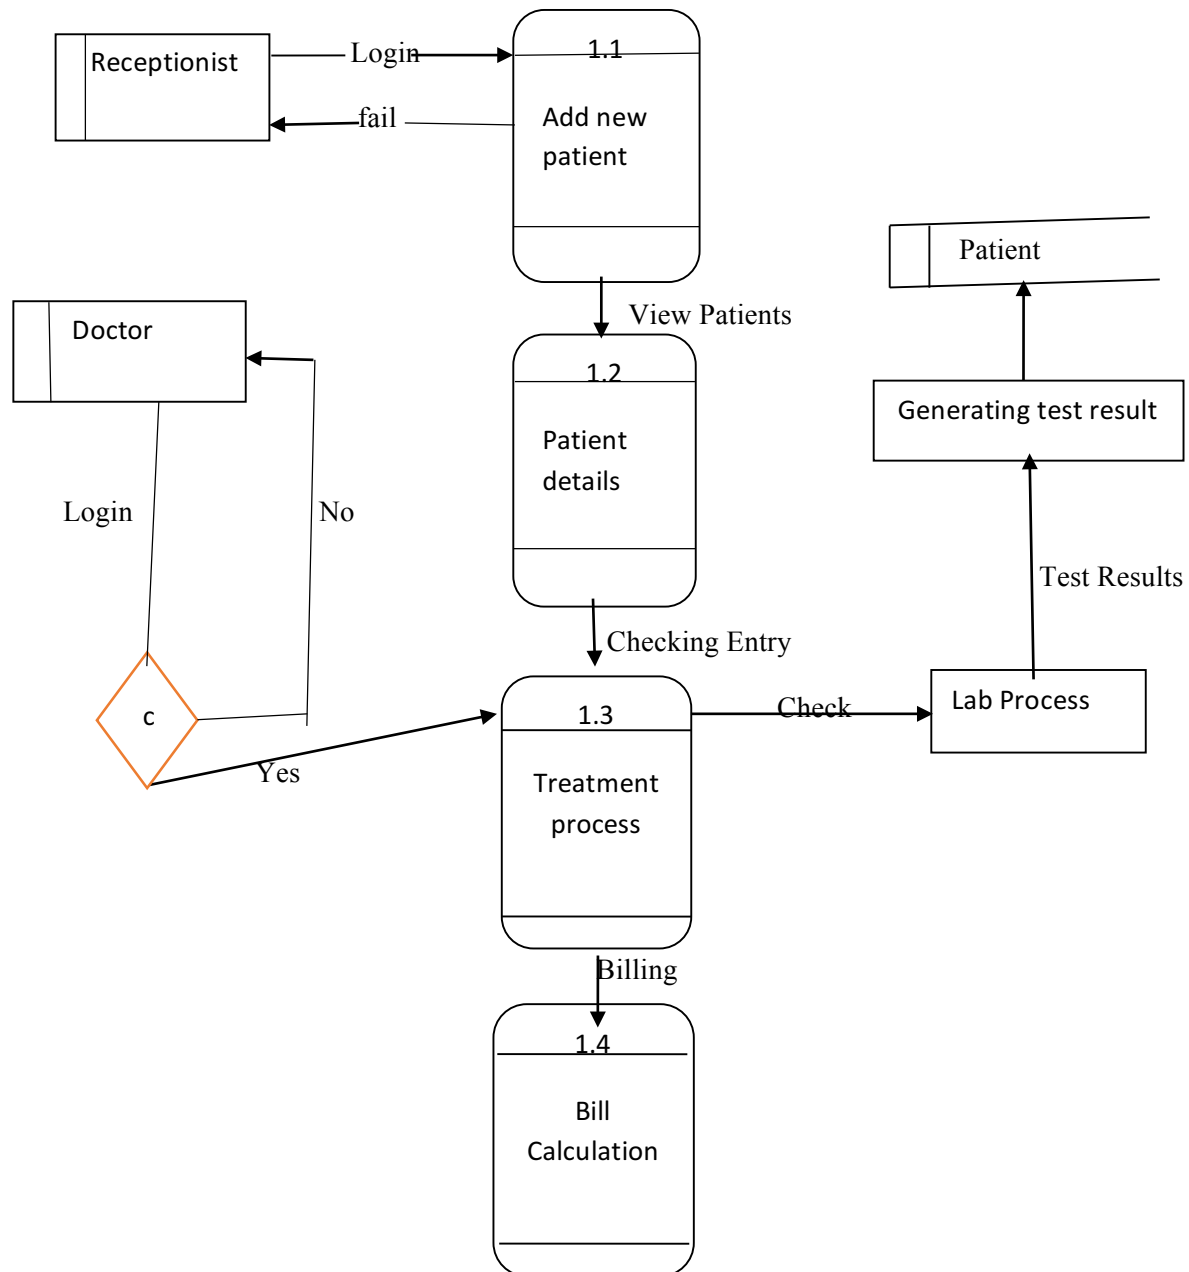 Receptionist
Login
fail
1.1
Add new
patient
View Patients
Patient
Doctor
Login
No
c
Yes
1.2
Patient
details
Checking Entry
Generating test result
Test Results
1.3
Treatment
process
Check
Lab Process
Billing
1.4
Bill
Calculation